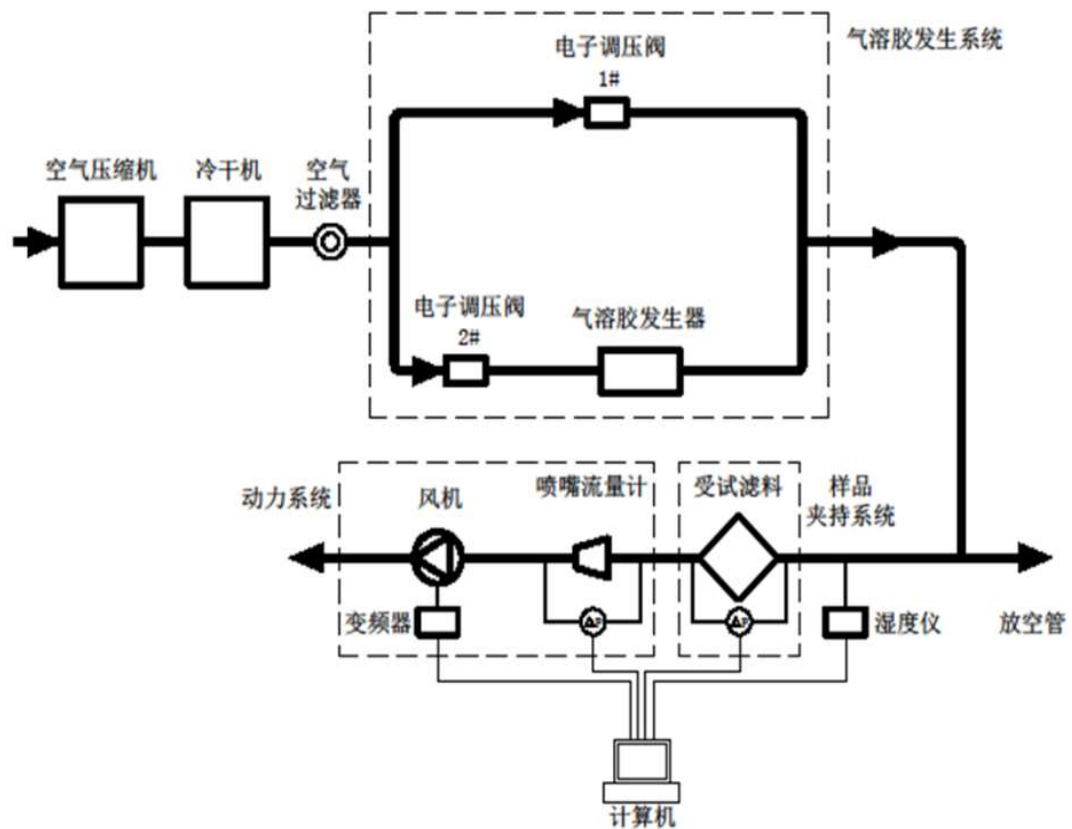 电子调压阀
1#
气溶胶发生系统
空气压缩机
冷干机
空气
过滤器
电子调压阀
2#
气溶胶发生器
动力系统
风机
喷嘴流量计
受试滤料
样品
夹持系统
变频器
ΔP
ΔP
湿度仪
放空管
计算机